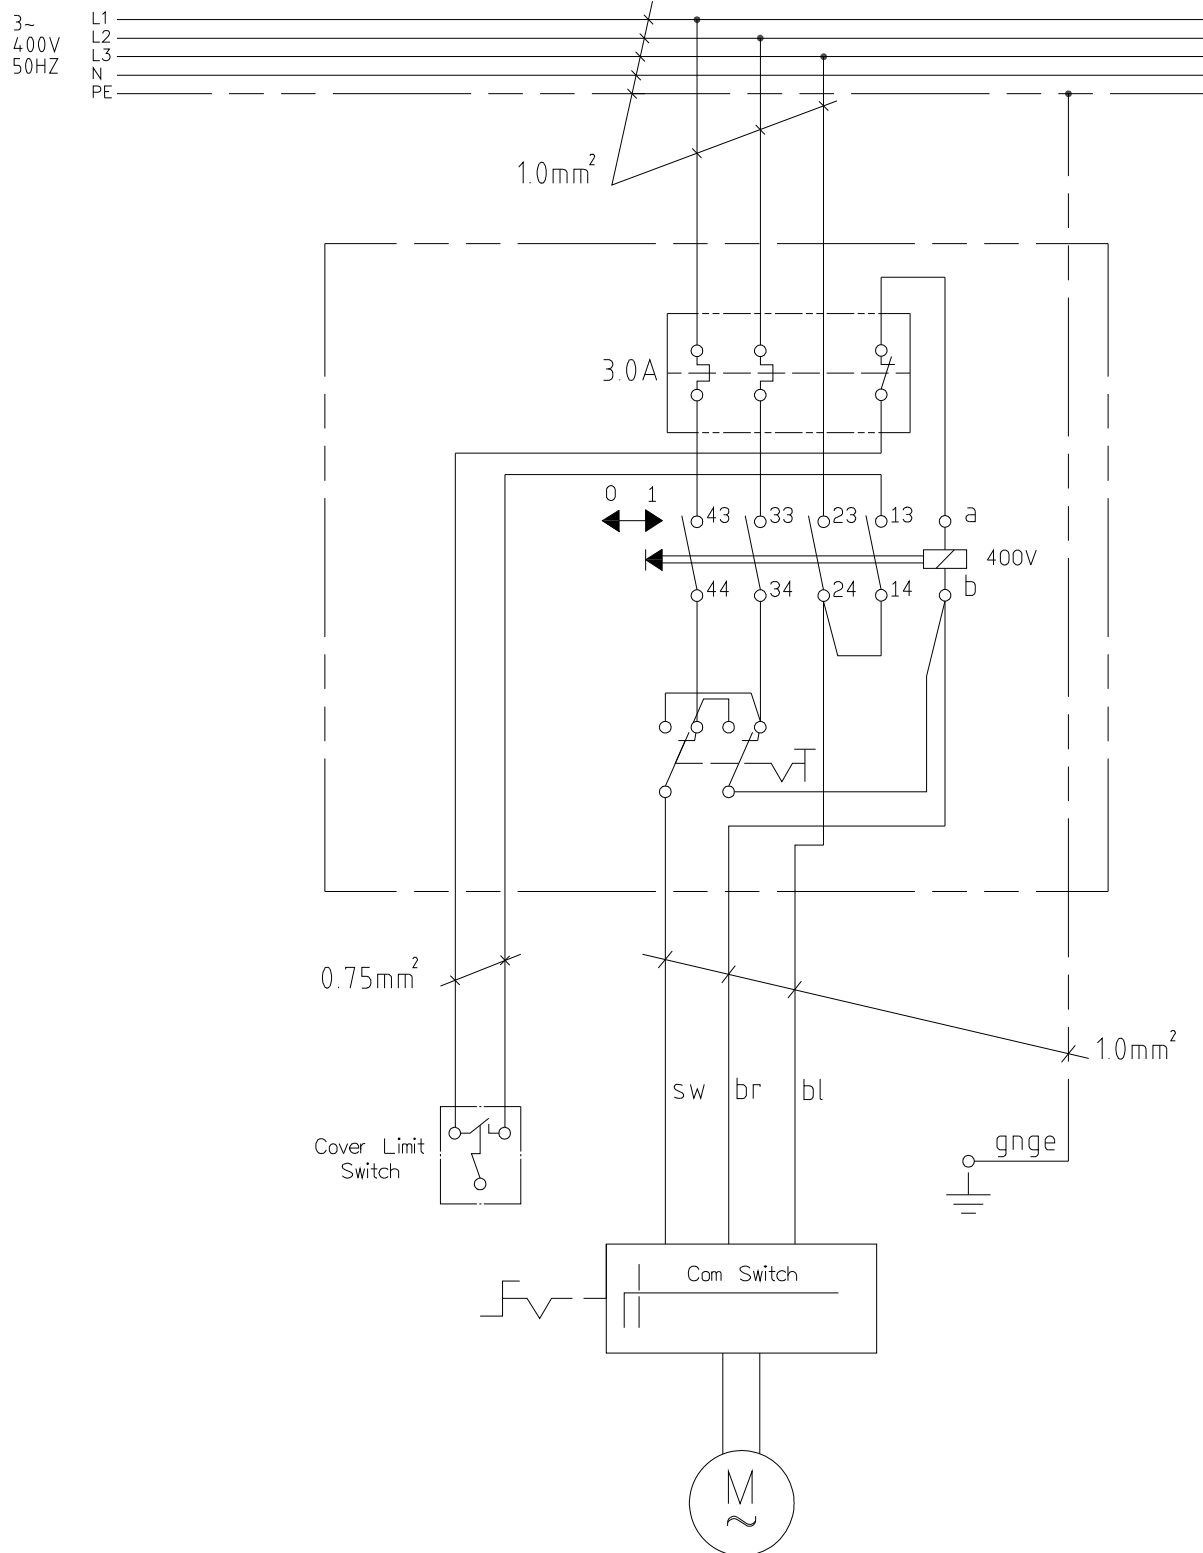 3~
400V
50HZ
L1
L2
L3
N
PE
1.0mm²
3.0A
0 1
43 33 23 13 a
400V
44 34 24 14 b
0.75mm²
1.0mm²
sw br bl
gnge
Cover Limit
Switch
Com Switch
M
~